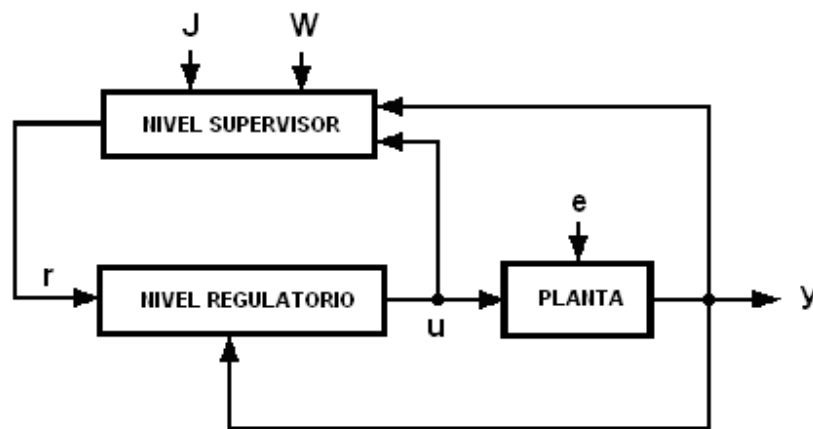 J W
NIVEL SUPERVISOR
e
r
NIVEL REGULATORIO
PLANTA
y
u